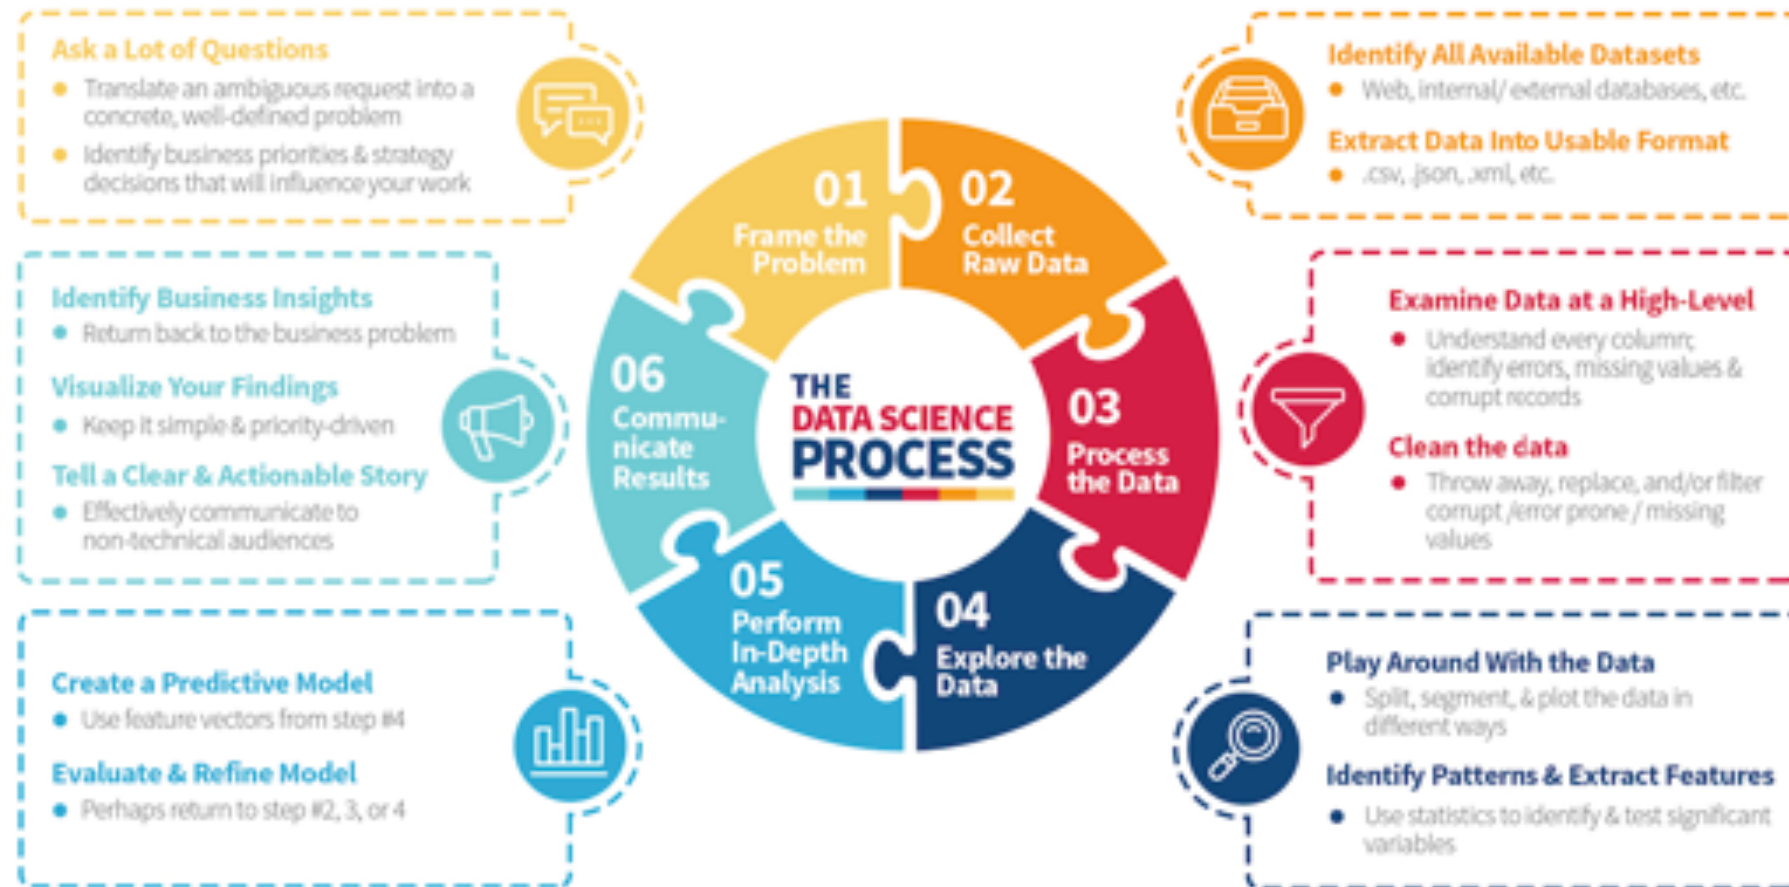 Ask a Lot of Questions
Translate an ambiguous request into a
concrete, well-defined problem
Identify business priorities & strategy
decisions that will influence your work
Identify All Available Datasets
Web, internal/ external databases, etc.
Extract Data Into Usable Format
.csv, .json, .xml, etc.
01
Frame the
Problem
02
Collect
Raw Data
Identify Business Insights
Return back to the business problem
Visualize Your Findings
Keep it simple & priority-driven
Tell a Clear & Actionable Story
Effectively communicate to
non-technical audiences
06
Commu-
nicate
Results
THE
DATA SCIENCE
PROCESS
03
Process
the Data
Examine Data at a High-Level
Understand every column;
identify errors, missing values &
corrupt records
Clean the data
Throw away, replace, and/or filter
corrupt /error prone / missing
values
05
Perform
In-Depth
Analysis
04
Explore the
Data
Create a Predictive Model
Use feature vectors from step #4
Evaluate & Refine Model
Perhaps return to step #2, 3, or 4
Play Around With the Data
Split, segment, & plot the data in
different ways
Identify Patterns & Extract Features
Use statistics to identify & test significant
variables